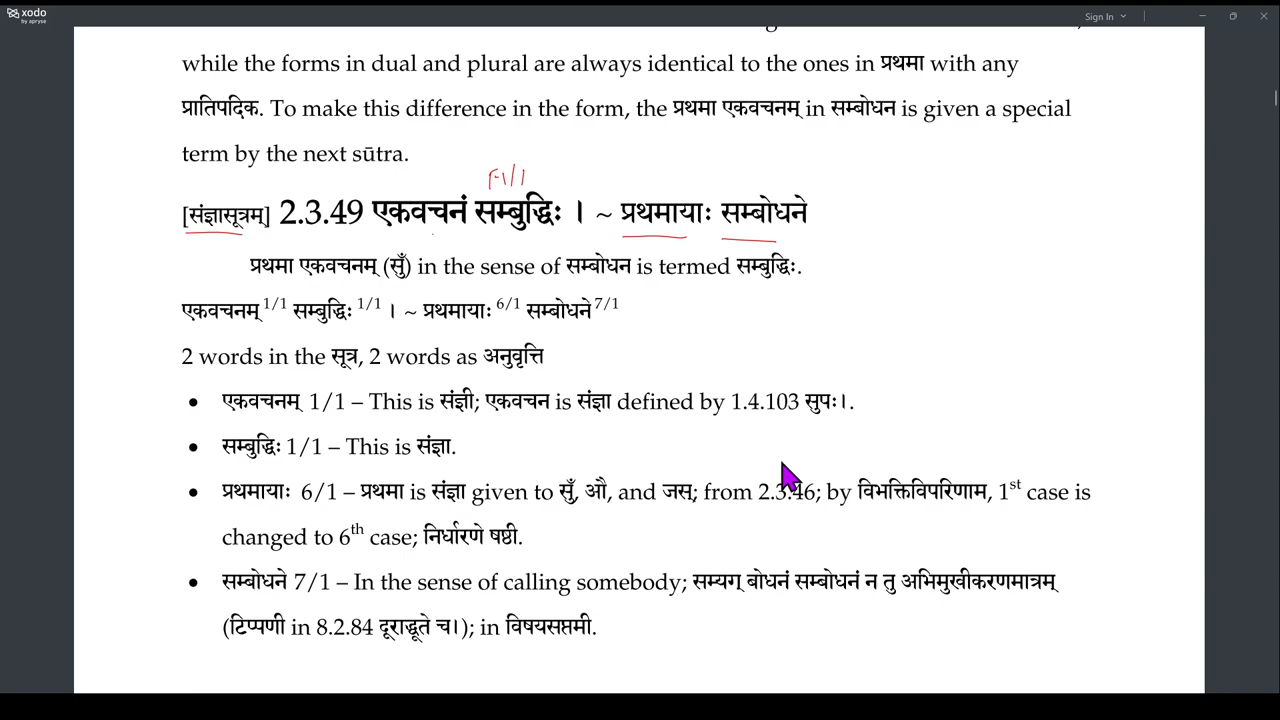 xodo
by apryse
Sign In
while the forms in dual and plural are always identical to the ones in प्रथमा with any
प्रातिपदिक. To make this difference in the form, the प्रथमा एकवचनम् in सम्बोधन is given a special
term by the next sūtra.
F1/1
[संज्ञासूत्रम्] 2.3.49 एकवचनं सम्बुद्धिः । ~ प्रथमायाः सम्बोधने
प्रथमा एकवचनम् (सुँ) in the sense of सम्बोधन is termed सम्बुद्धिः.
एकवचनम् 1/1 सम्बुद्धिः 1/1 । ~ प्रथमायाः 6/1 सम्बोधने 7/1
2 words in the सूत्र, 2 words as अनुवृत्ति
• एकवचनम् 1/1 – This is संज्ञी; एकवचन is संज्ञा defined by 1.4.103 सुपः।.
• सम्बुद्धिः 1/1 – This is संज्ञा.
• प्रथमायाः 6/1 – प्रथमा is संज्ञा given to सुँ, औ, and जस्; from 2.3.46; by विभक्तिविपरिणाम, 1st case is
changed to 6th case; निर्धारणे षष्ठी.
• सम्बोधने 7/1 – In the sense of calling somebody; सम्यग् बोधनं सम्बोधनं न तु अभिमुखीकरणमात्रम्
(टिप्पणी in 8.2.84 दूराद्धूते च।); in विषयसप्तमी.